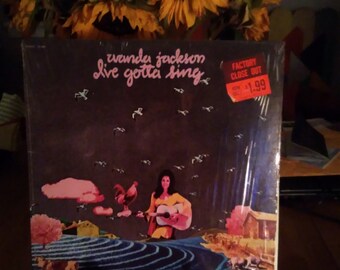 wanda jackson
i've gotta sing
FACTORY
CLOSE OUT
1.99